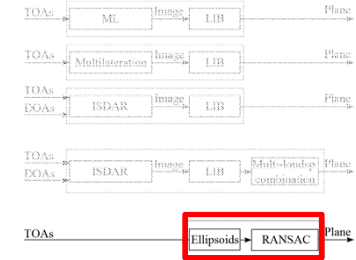 TOAs ML Image LIB Plane
TOAs Multilateration Image LIB Plane
TOAs ISDAR Image LIB Plane
DOAs
TOAs ISDAR Image LIB Multi-loudsp Plane
DOAs combination
TOAs Ellipsoids RANSAC Plane